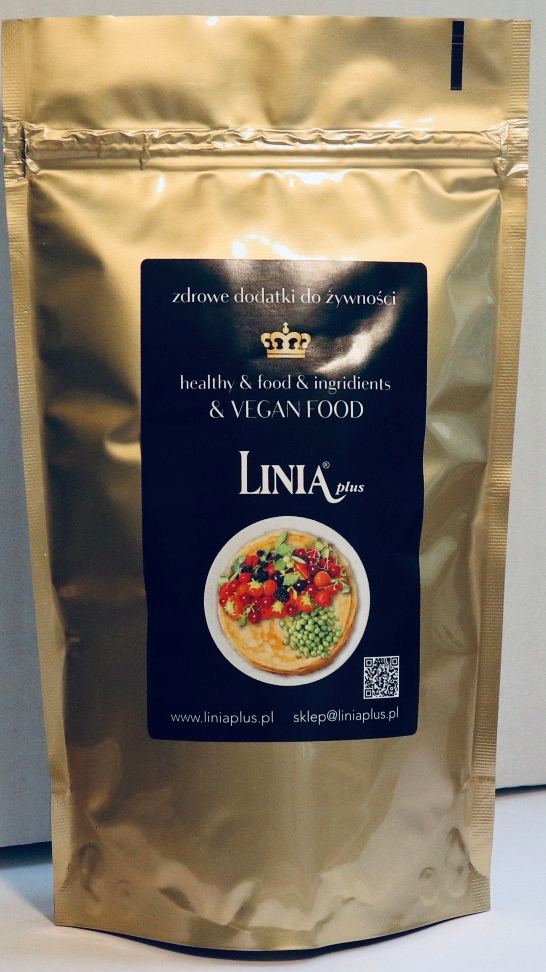 zdrowe dodatki do żywności
healthy & food & ingridients
& VEGAN FOOD
LINIA® plus
www.liniaplus.pl sklep@liniaplus.pl